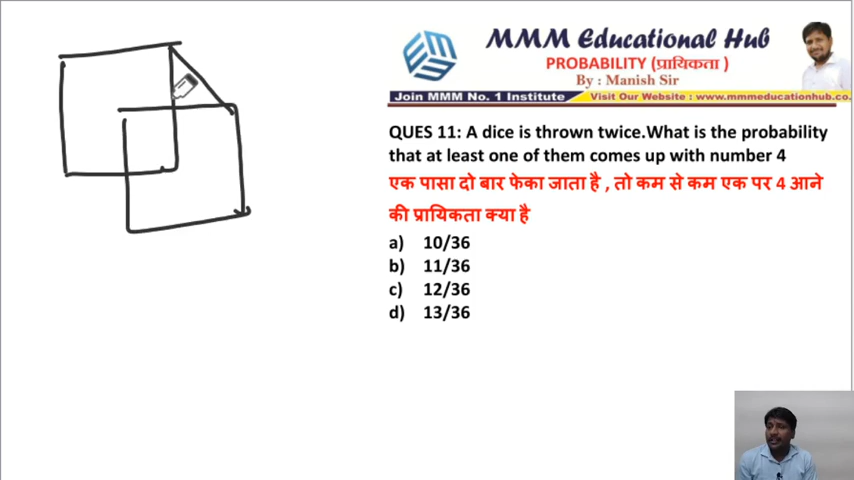 MMM Educational Hub
PROBABILITY (प्रायिकता )
By : Manish Sir
Join MMM No. 1 Institute
Visit Our Website : www.mmmeducationhub.co.
QUES 11: A dice is thrown twice.What is the probability
that at least one of them comes up with number 4
एक पासा दो बार फेका जाता है , तो कम से कम एक पर 4 आने
की प्रायिकता क्या है
a) 10/36
b) 11/36
c) 12/36
d) 13/36